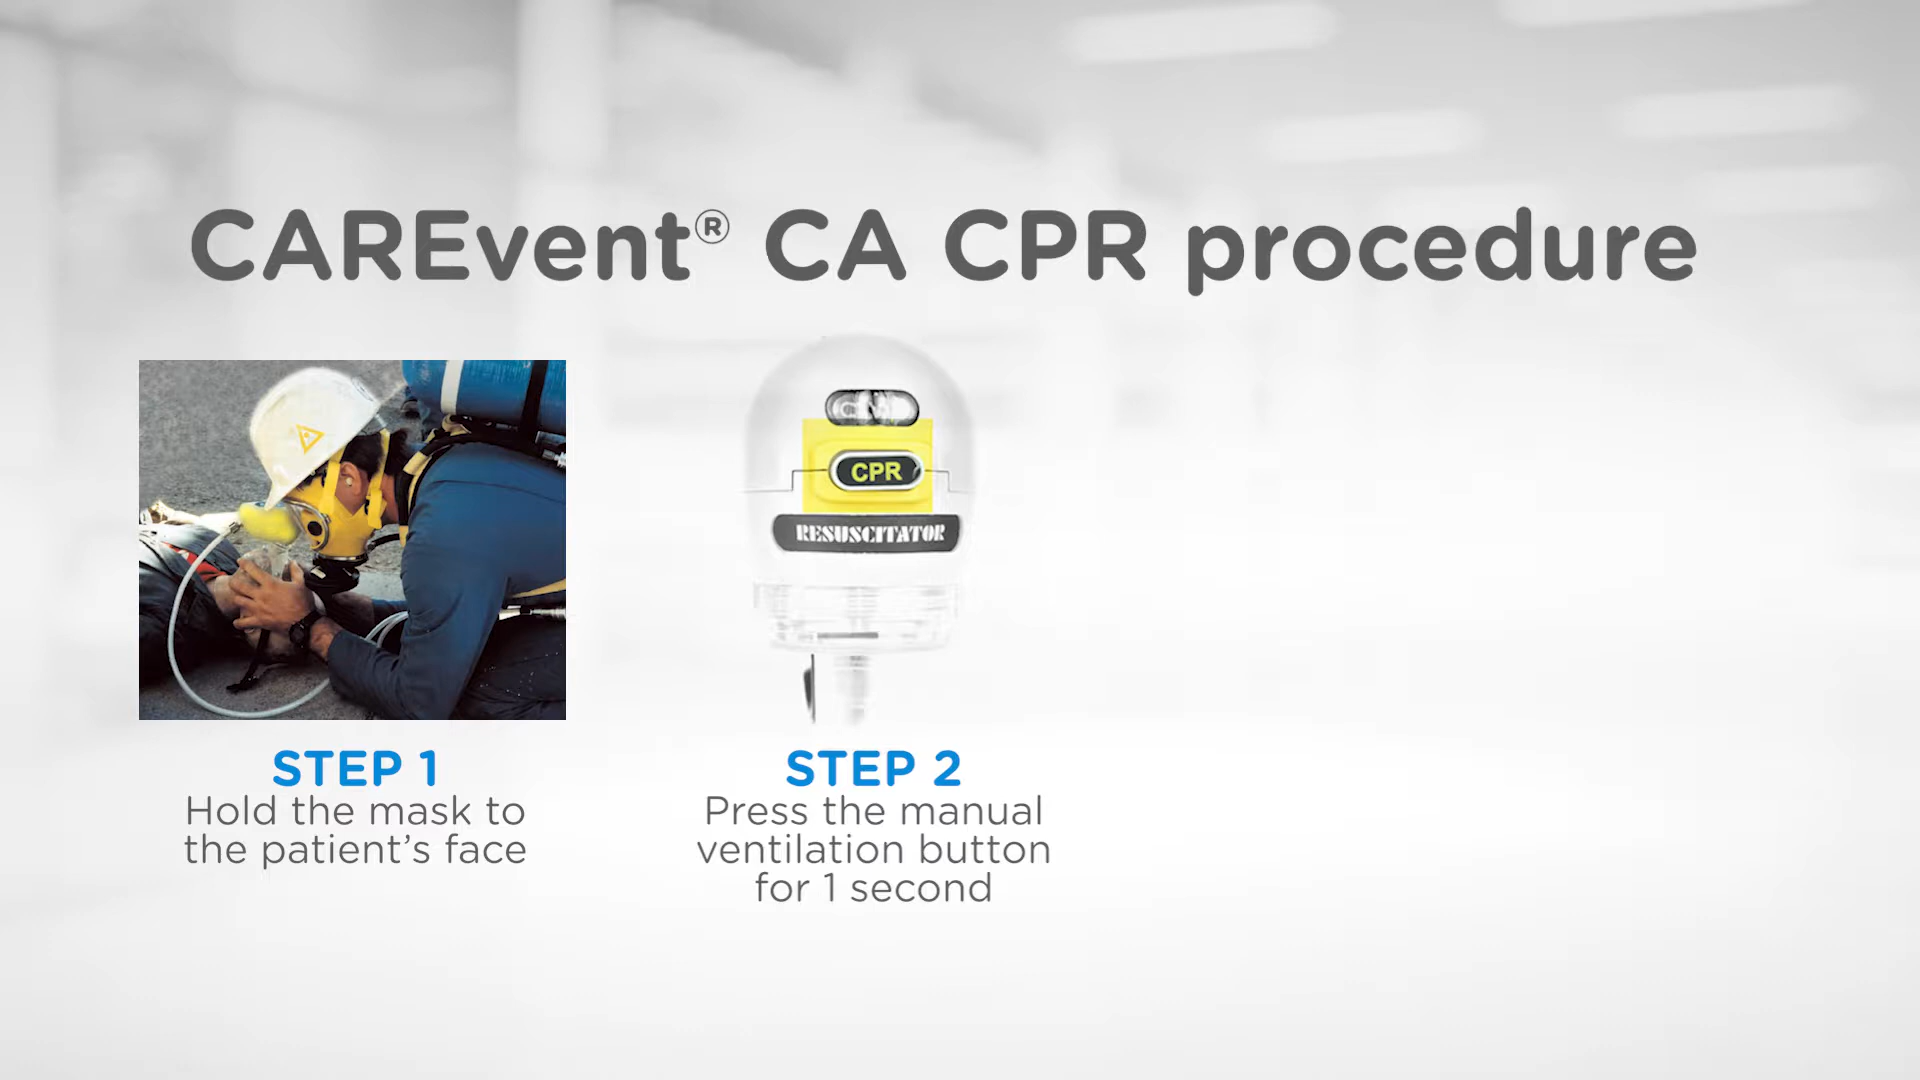 CAREvent® CA CPR procedure
CPR
RESUSCITATOR
STEP 1
Hold the mask to
the patient’s face
STEP 2
Press the manual
ventilation button
for 1 second